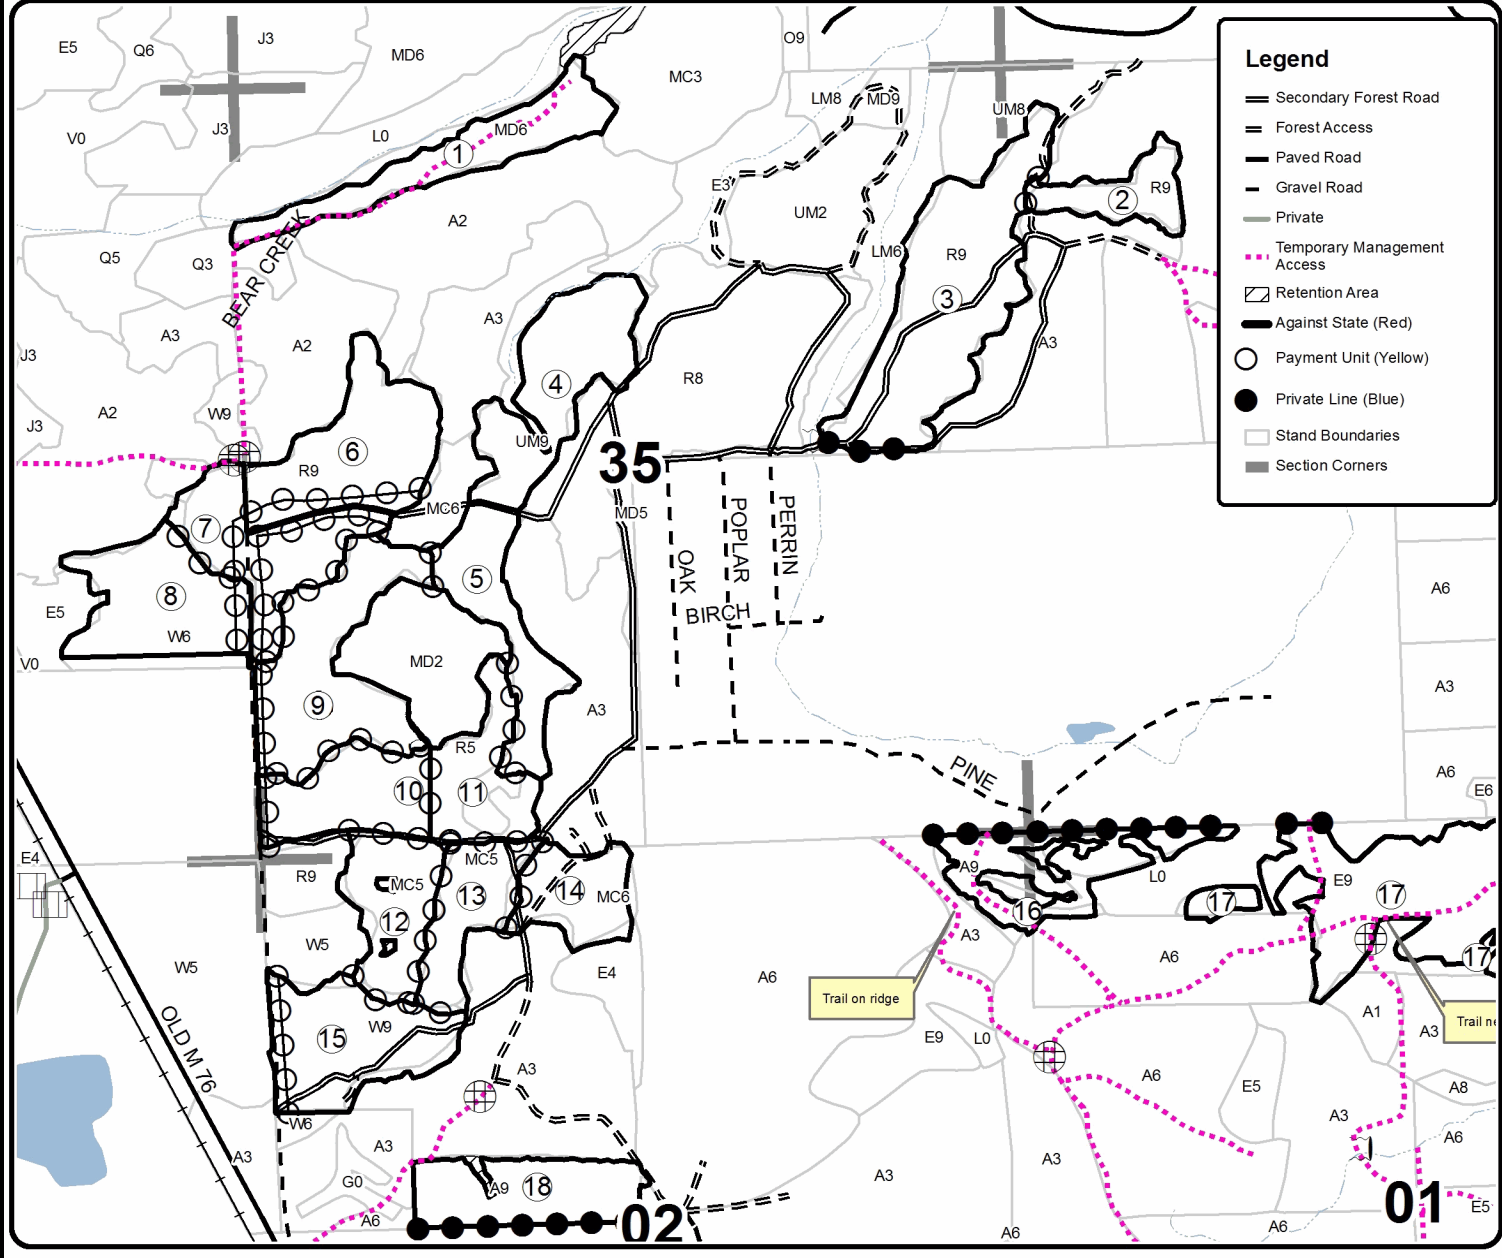 E5
Q6
J3
MD6
MC3
O9
LM8
MD9
UM8
V0
J3
L0
MD6
1
E3
UM2
2
R9
A2
Q5
Q3
BEAR CREEK
LM6
R9
3
A3
A3
A2
A3
J3
4
R8
A2
W9
J3
UM9
6
R9
35
MC6
MD5
7
OAK
POPLAR
PERRIN
BIRCH
5
8
E5
W6
V0
MD2
9
A3
R5
10
11
PINE
A6
A3
A6
E6
E4
MC5
R9
MC5
12
13
14
MC6
W5
W5
E4
OLD M 76
15
W9
A3
W6
A3
A3
G0
A6
A9
18
02
A9
L0
16
17
E9
17
17
A3
A6
A6
Trail on ridge
E9
L0
A1
A3
Trail ne
A6
E5
A3
A8
A6
A3
A3
01
E5
A6
A6
Legend
Secondary Forest Road
Forest Access
Paved Road
Gravel Road
Private
Temporary Management
Access
Retention Area
Against State (Red)
Payment Unit (Yellow)
Private Line (Blue)
Stand Boundaries
Section Corners